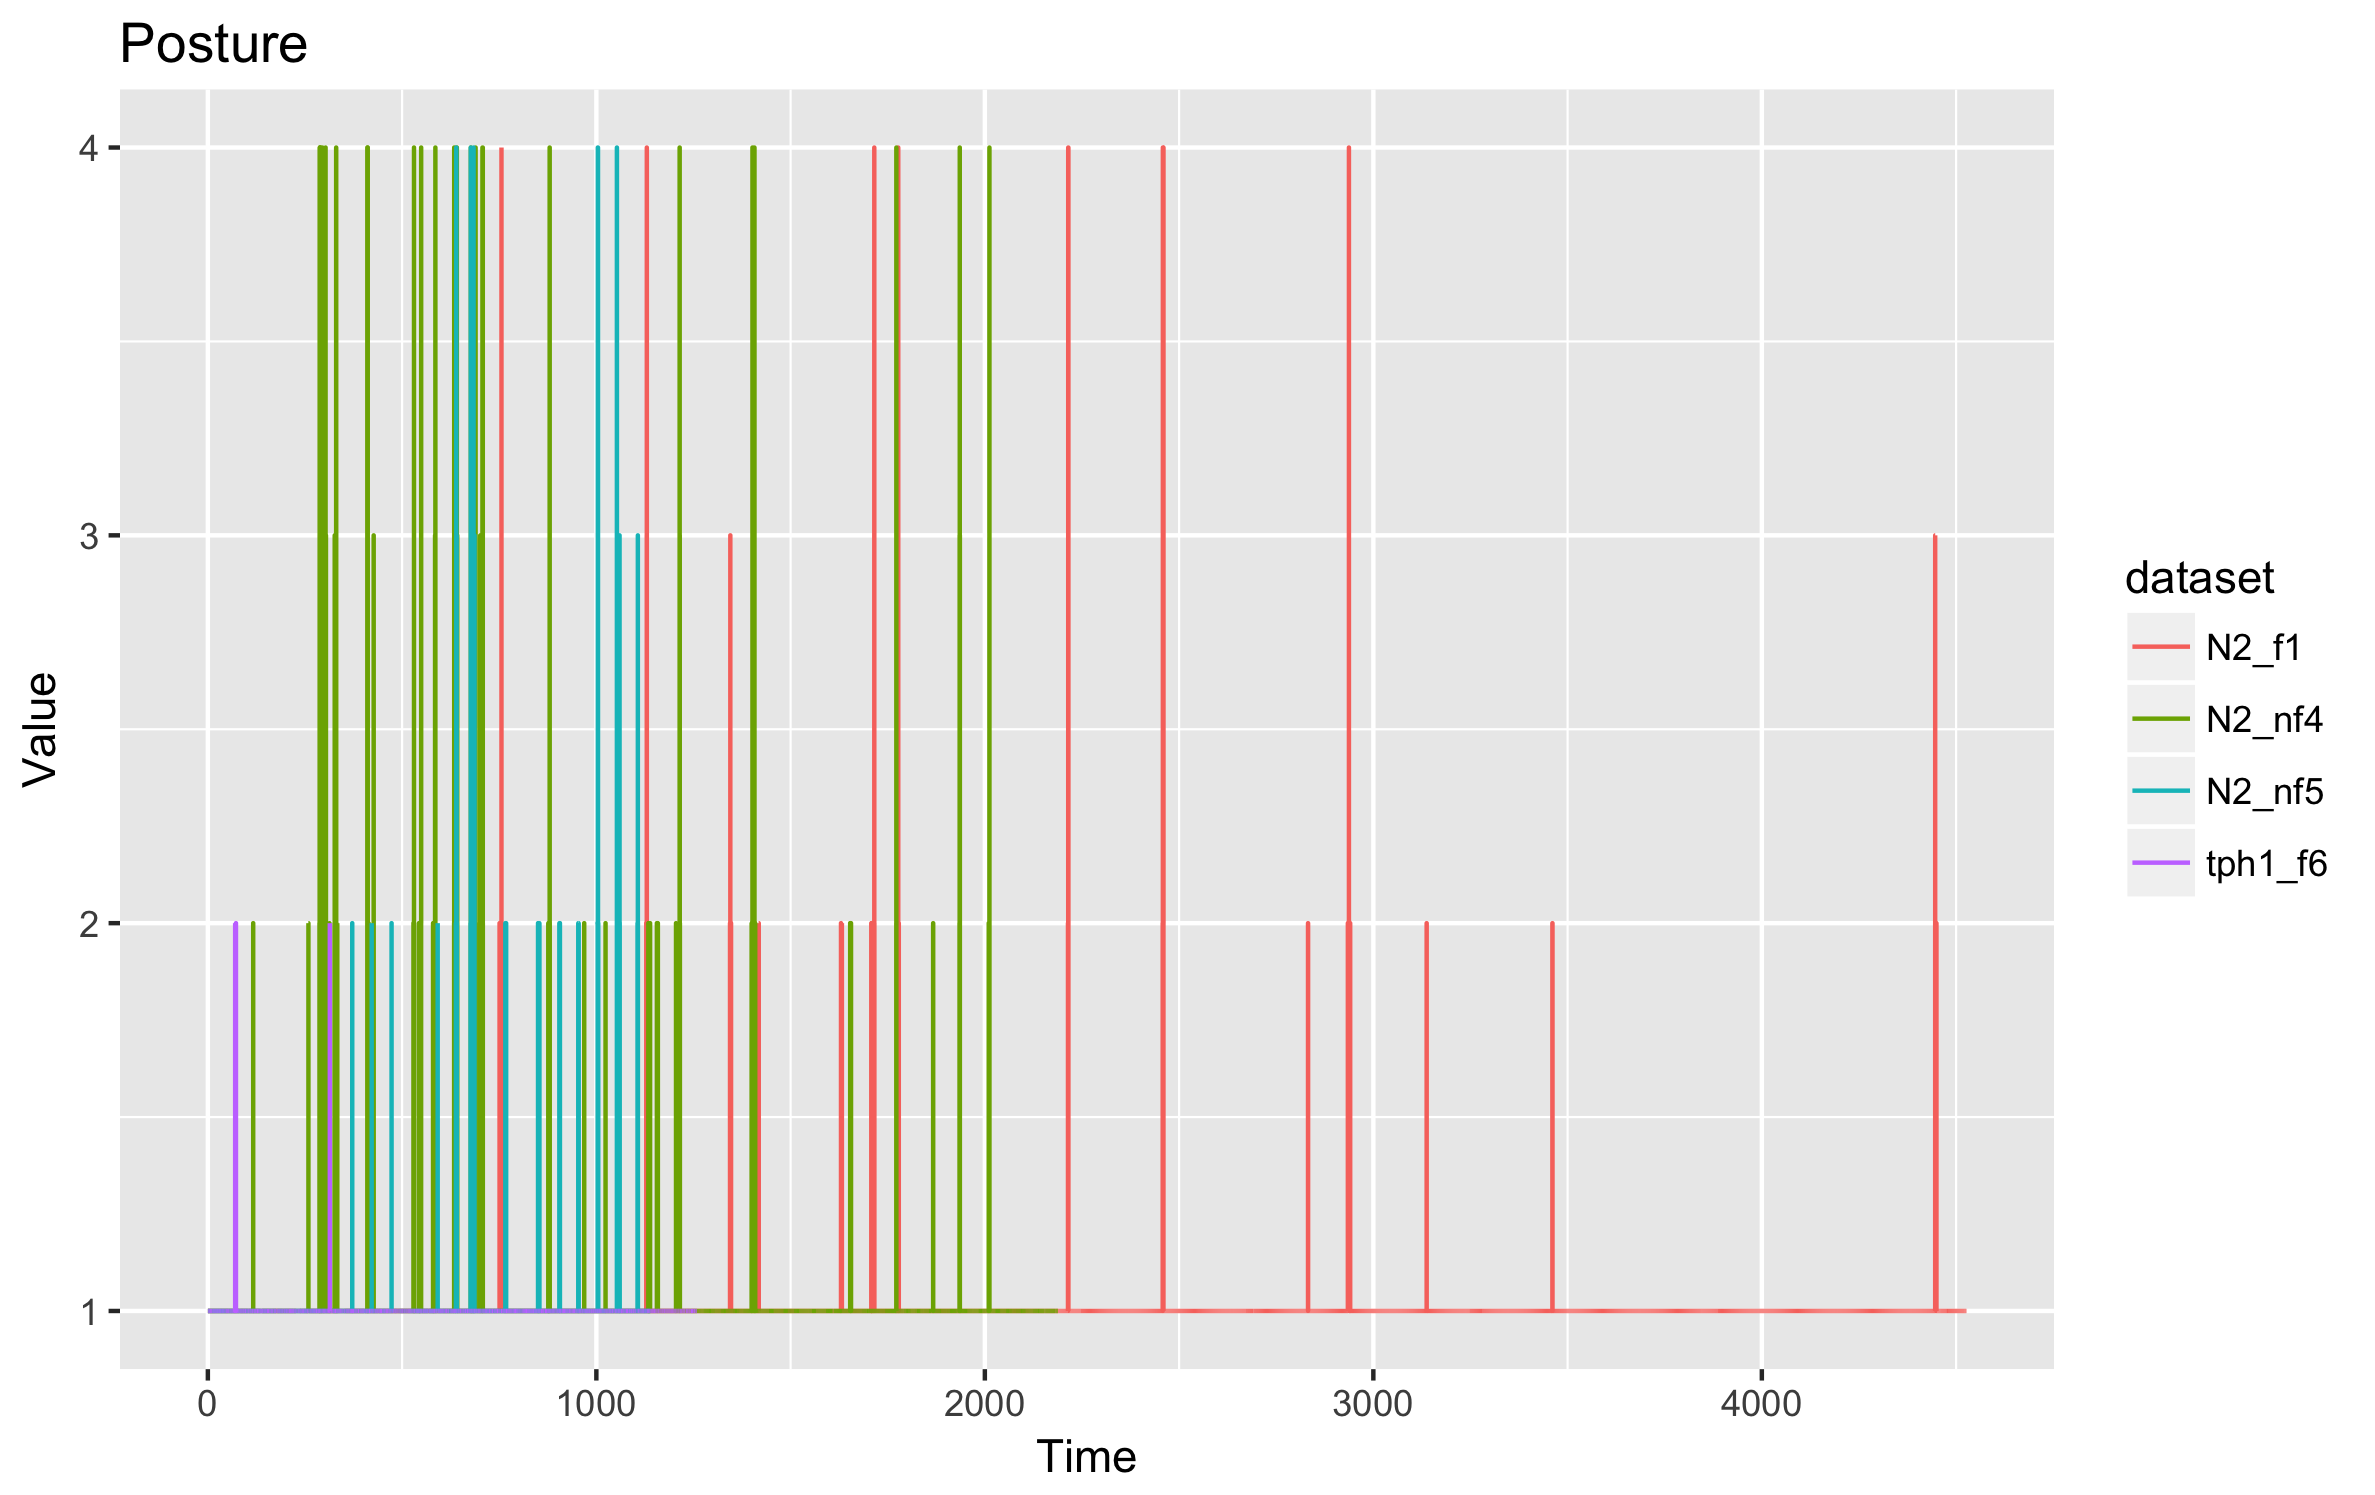 Posture
Value
4
3
2
1
0 1000 2000 3000 4000
Time
dataset
N2_f1
N2_nf4
N2_nf5
tph1_f6